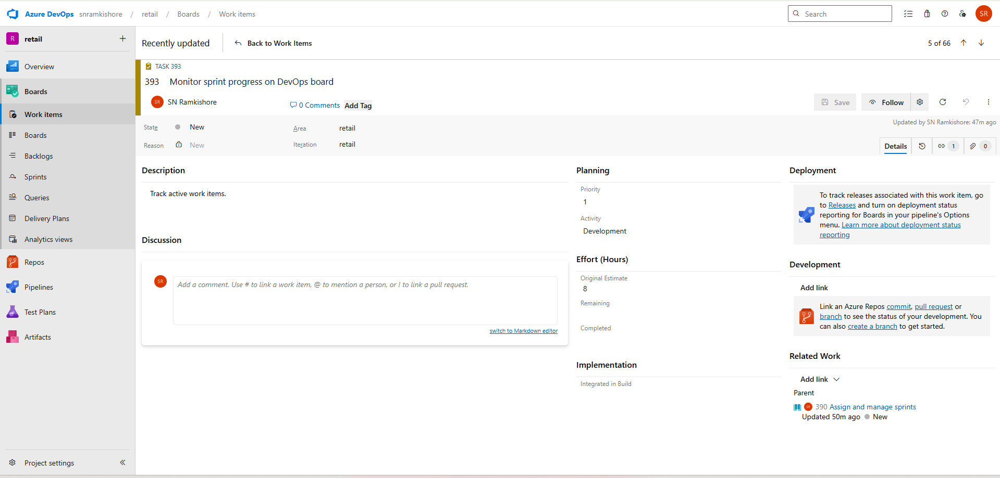 Azure DevOps snramkishore / retail / Boards / Work items
Search
SR
R retail
Overview
Boards
Work items
Boards
Backlogs
Sprints
Queries
Delivery Plans
Analytics views
Repos
Pipelines
Test Plans
Artifacts
Project settings
Recently updated
Back to Work Items
5 of 66
TASK 393
393 Monitor sprint progress on DevOps board
SR SN Ramkishore
0 Comments
Add Tag
Save
Follow
State New
Area retail
Reason New
Iteration retail
Updated by SN Ramkishore: 47m ago
Details
1
0
Description
Track active work items.
Discussion
SR
Add a comment. Use # to link a work item, @ to mention a person, or ! to link a pull request.
switch to Markdown editor
Planning
Priority
1
Activity
Development
Effort (Hours)
Original Estimate
8
Remaining
Completed
Implementation
Integrated in Build
Deployment
To track releases associated with this work item, go
to Releases and turn on deployment status
reporting for Boards in your pipeline's Options
menu. Learn more about deployment status
reporting
Development
Add link
Link an Azure Repos commit, pull request or
branch to see the status of your development. You
can also create a branch to get started.
Related Work
Add link
Parent
SR 390 Assign and manage sprints
Updated 50m ago New